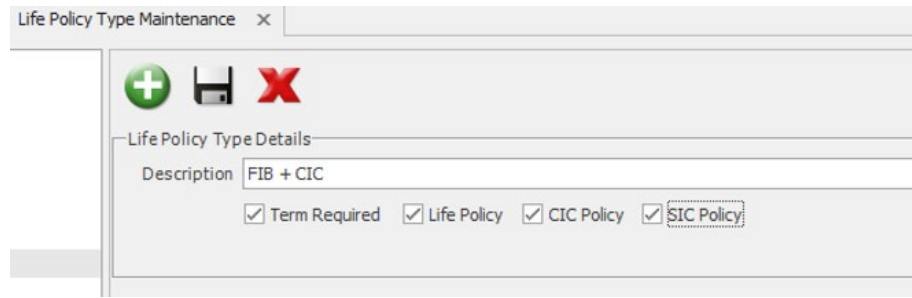 Life Policy Type Maintenance
Life Policy Type Details
Description FIB + CIC
Term Required Life Policy CIC Policy SIC Policy